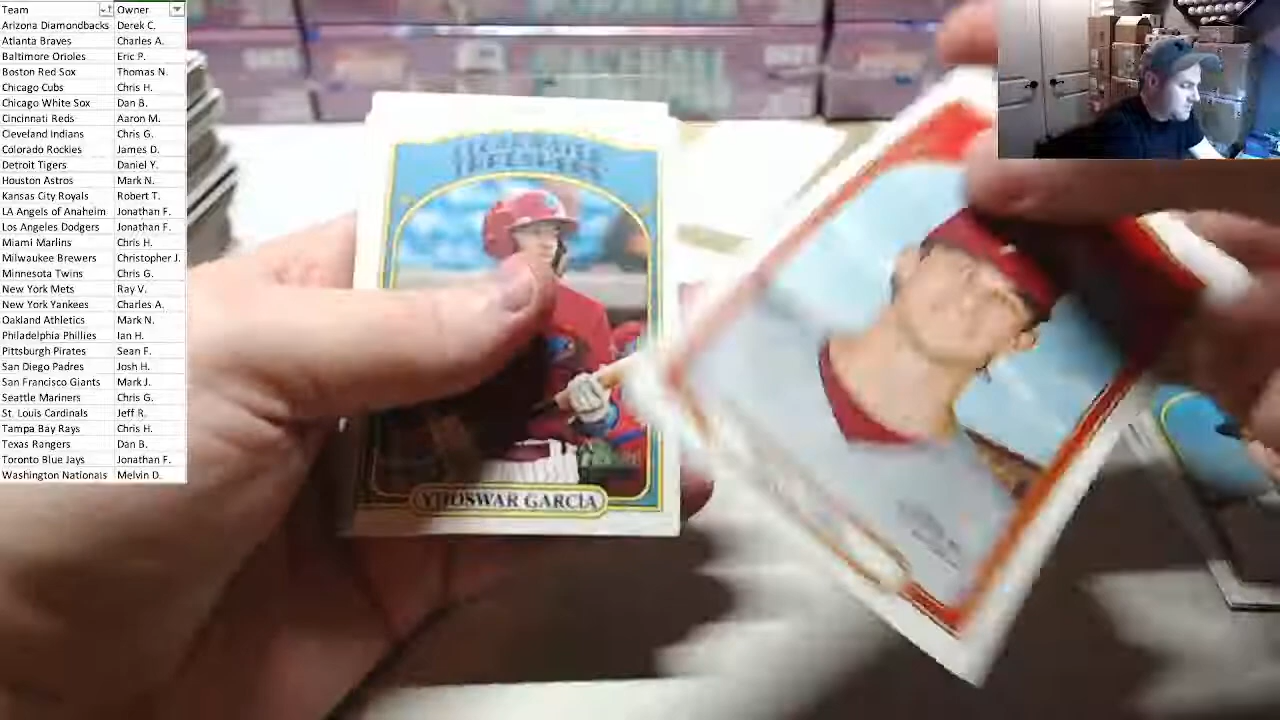 Team Owner
Arizona Diamondbacks Derek C.
Atlanta Braves Charles A.
Baltimore Orioles Eric P.
Boston Red Sox Thomas N.
Chicago Cubs Chris H.
Chicago White Sox Dan B.
Cincinnati Reds Aaron M.
Cleveland Indians Chris G.
Colorado Rockies James D.
Detroit Tigers Daniel Y.
Houston Astros Mark N.
Kansas City Royals Robert T.
LA Angels of Anaheim Jonathan F.
Los Angeles Dodgers Jonathan F.
Miami Marlins Chris H.
Milwaukee Brewers Christopher J.
Minnesota Twins Chris G.
New York Mets Ray V.
New York Yankees Charles A.
Oakland Athletics Mark N.
Philadelphia Phillies Ian H.
Pittsburgh Pirates Sean F.
San Diego Padres Josh H.
San Francisco Giants Mark J.
Seattle Mariners Chris G.
St. Louis Cardinals Jeff R.
Tampa Bay Rays Chris H.
Texas Rangers Dan B.
Toronto Blue Jays Jonathan F.
Washington Nationals Melvin D.
CLEARWATER
THRESHERS
YHOSWAR GARCIA